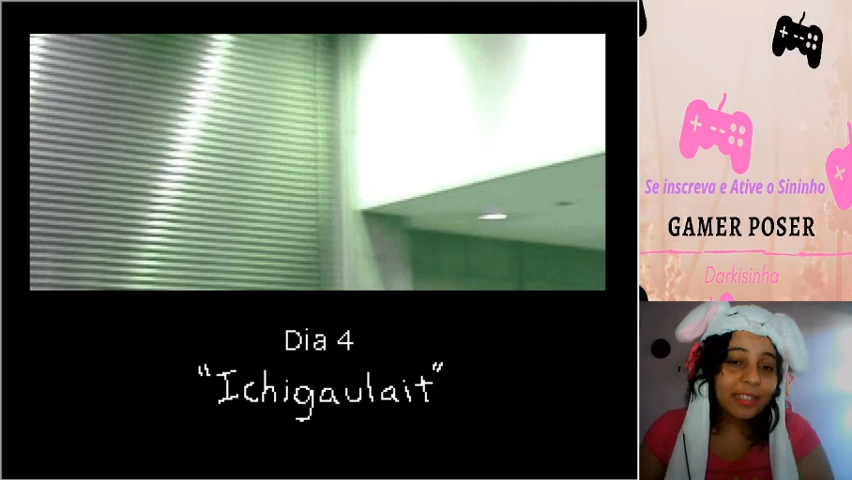 Dia 4
"Ichigaulait"
Se inscreva e Ative o Sininho
GAMER POSER
Darkisinha